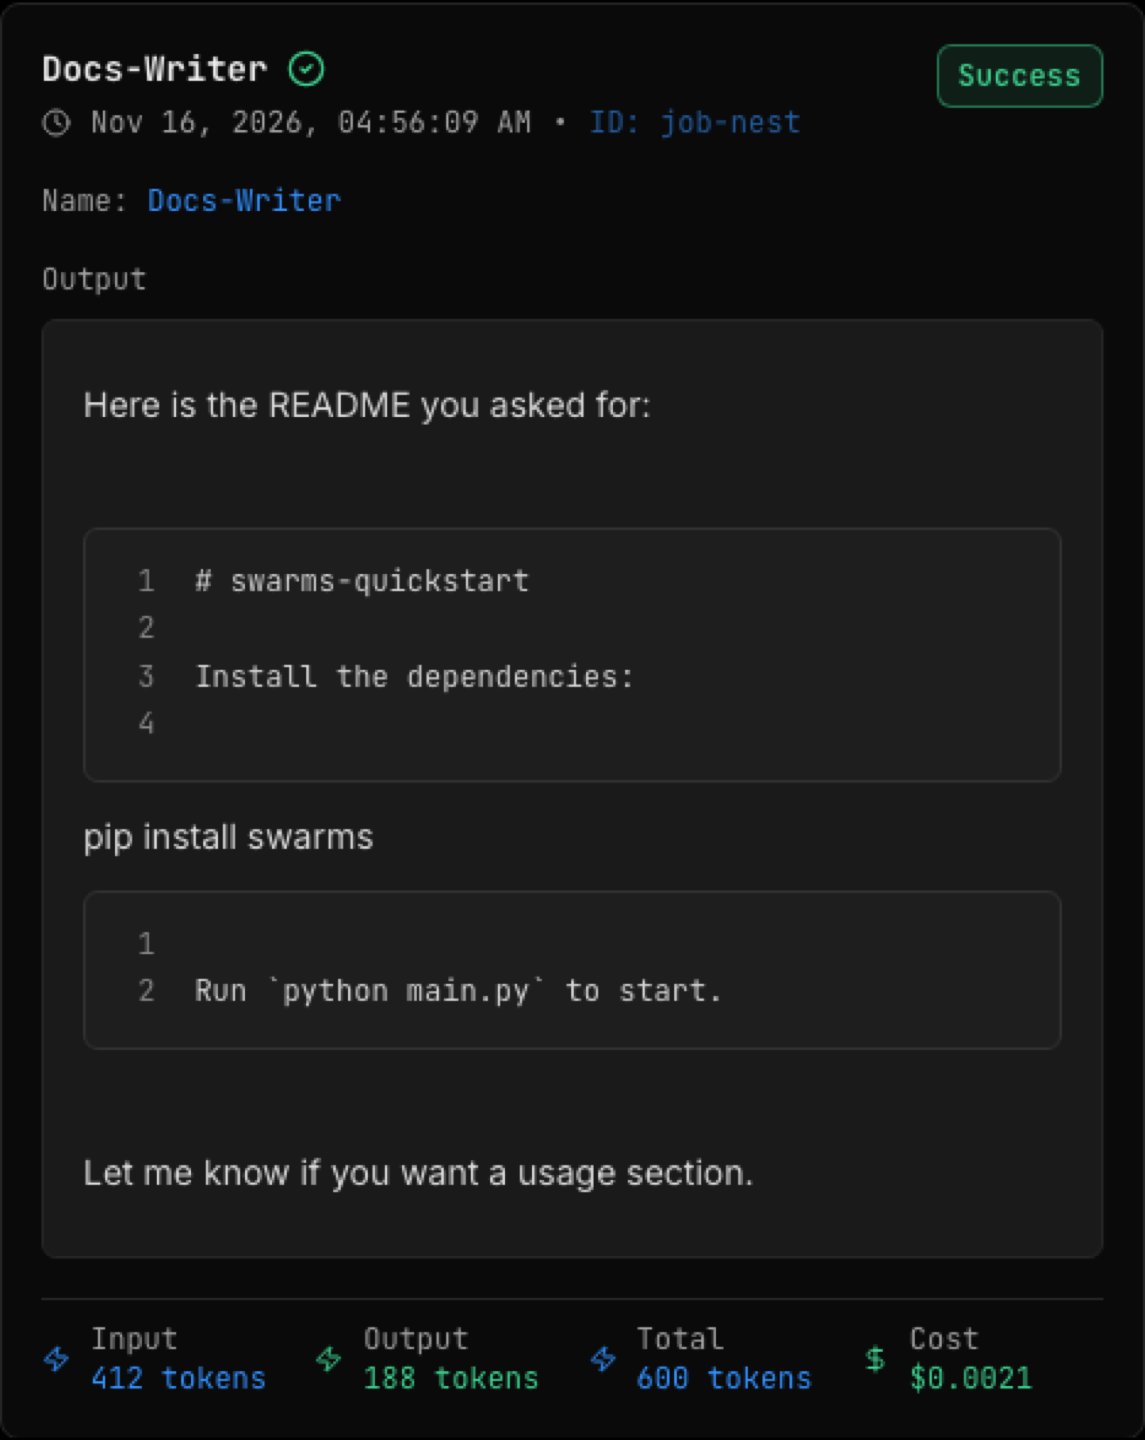 Docs-Writer
Success
Nov 16, 2026, 04:56:09 AM • ID: job-nest
Name: Docs-Writer
Output
Here is the README you asked for:
1 # swarms-quickstart
2
3 Install the dependencies:
4
pip install swarms
1
2 Run `python main.py` to start.
Let me know if you want a usage section.
Input Output Total Cost
412 tokens 188 tokens 600 tokens $0.0021